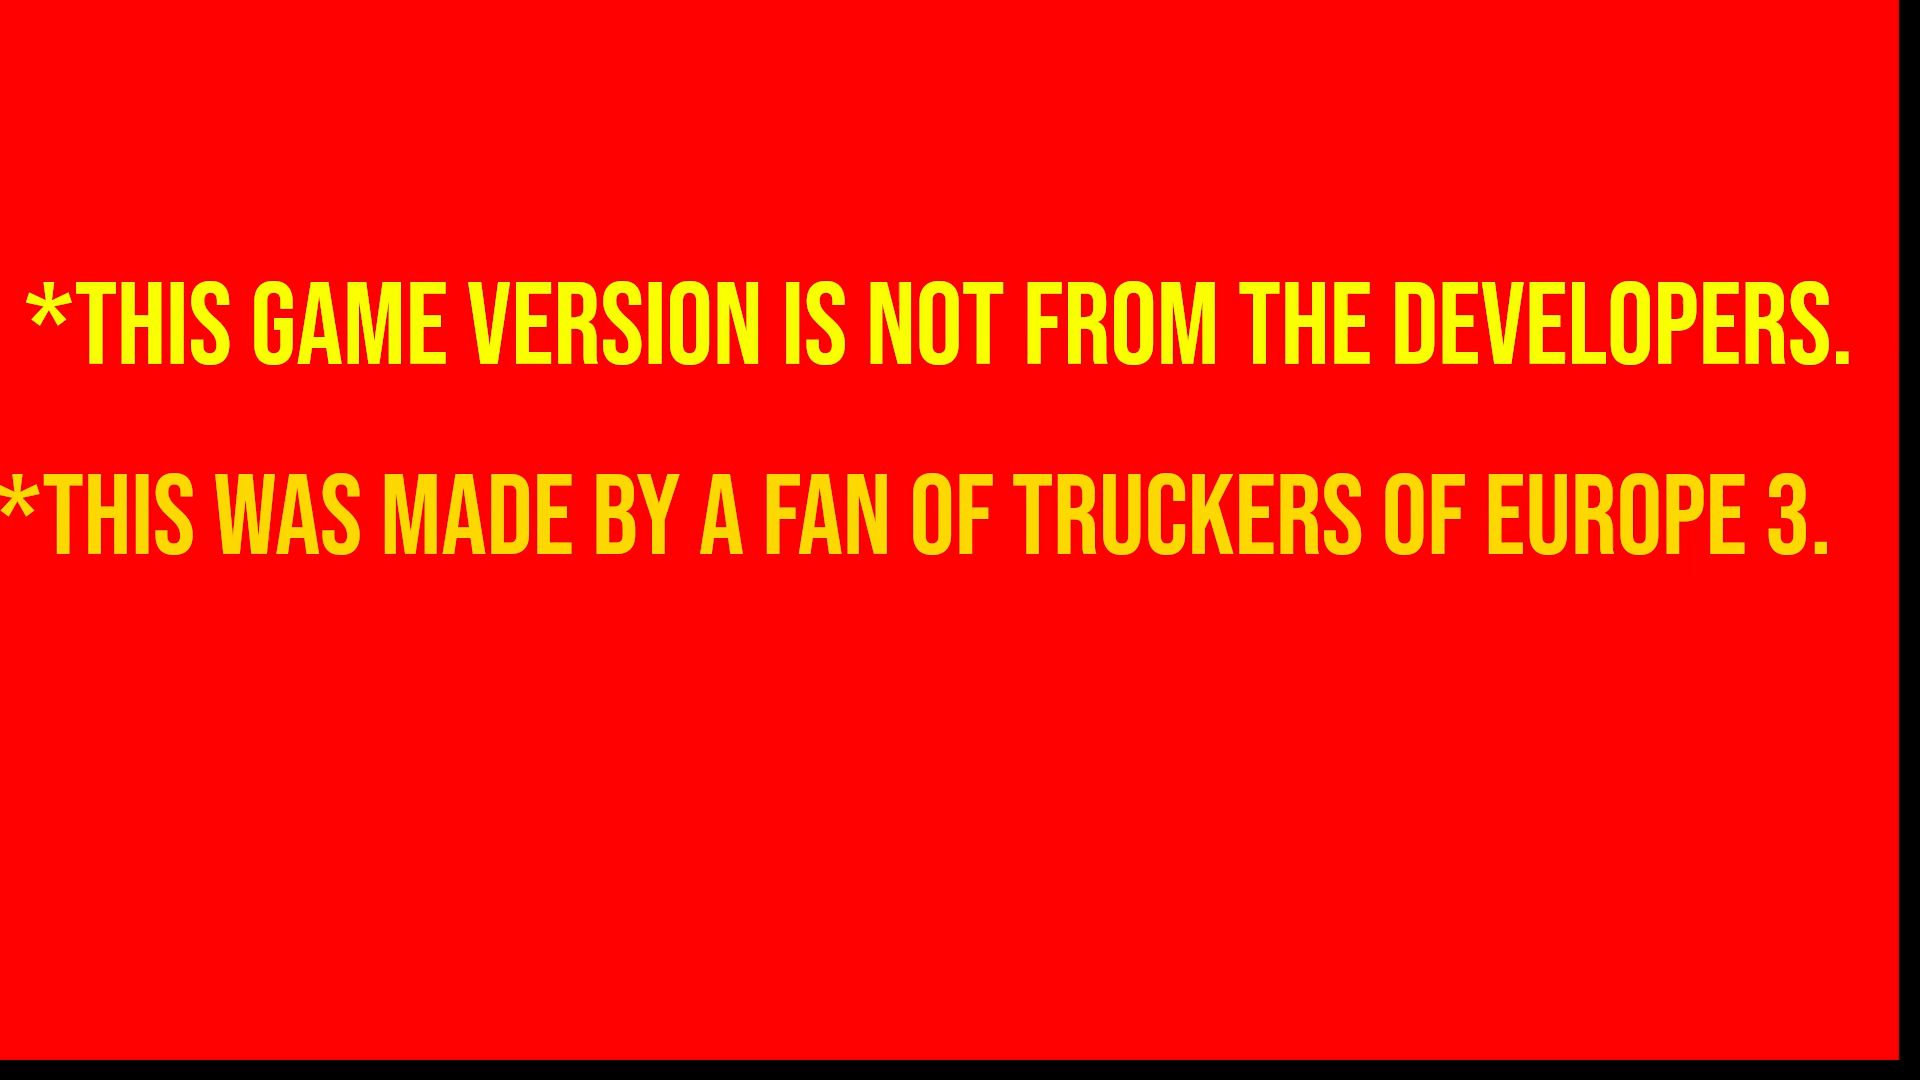 *THIS GAME VERSION IS NOT FROM THE DEVELOPERS.
*THIS WAS MADE BY A FAN OF TRUCKERS OF EUROPE 3.